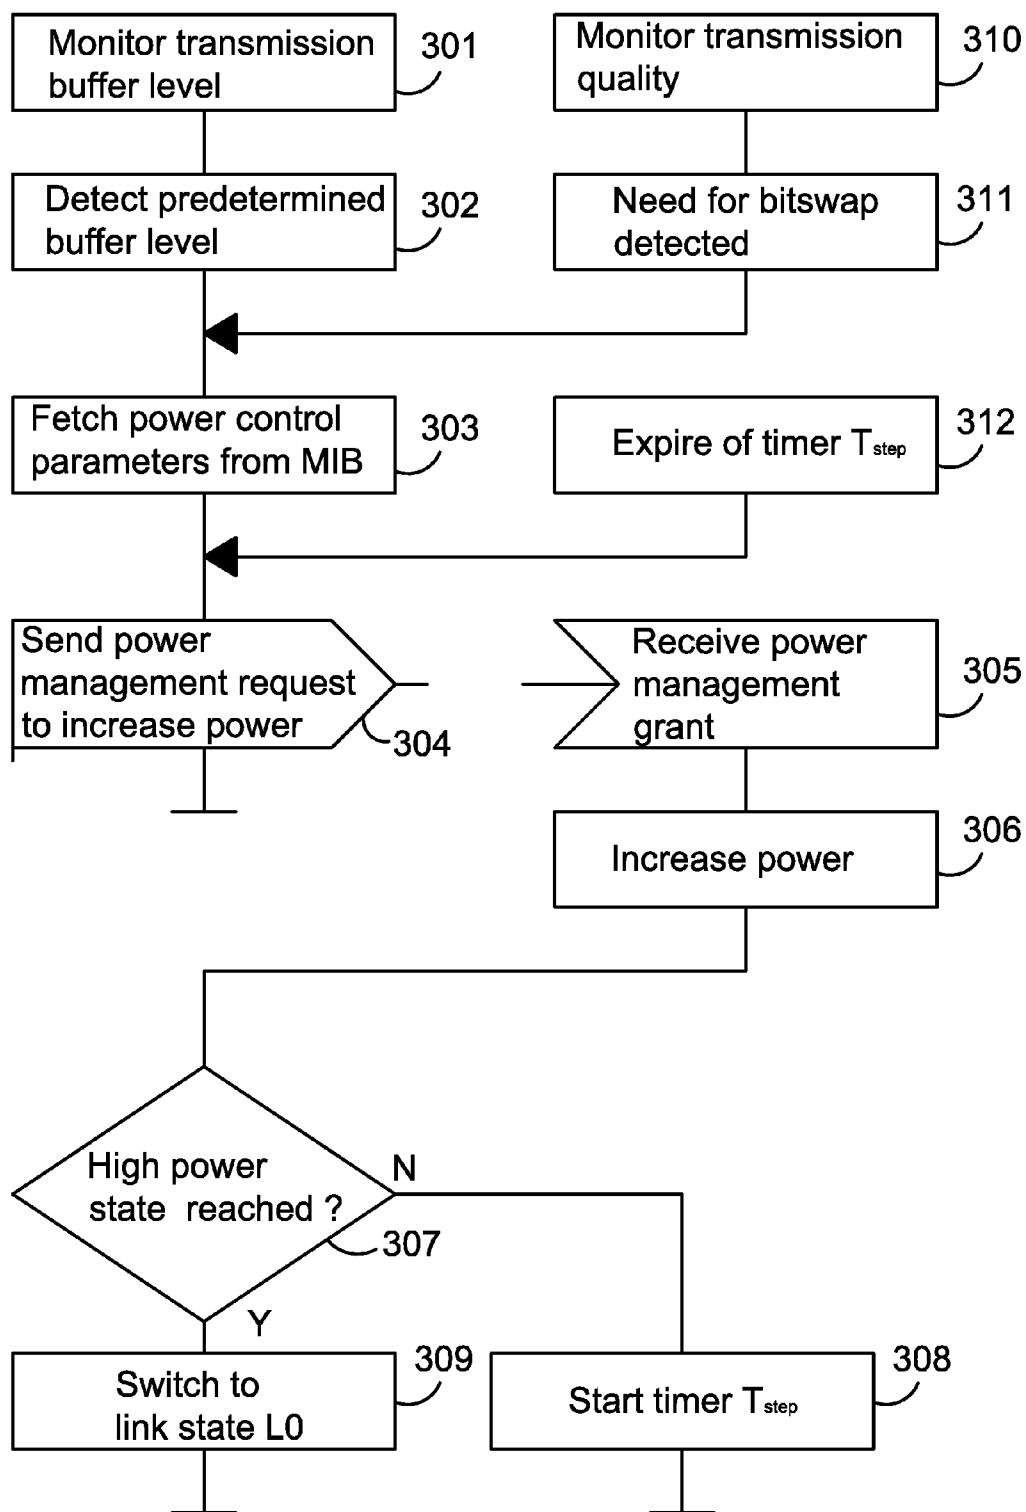 Monitor transmission
buffer level
301
Monitor transmission
quality
310
Detect predetermined
buffer level
302
Need for bitswap
detected
311
Fetch power control
parameters from MIB
303
Expire of timer Tstep
312
Send power
management request
to increase power
304
Receive power
management
grant
305
Increase power
306
High power
state reached ?
N
307
Y
Switch to
link state L0
309
Start timer Tstep
308